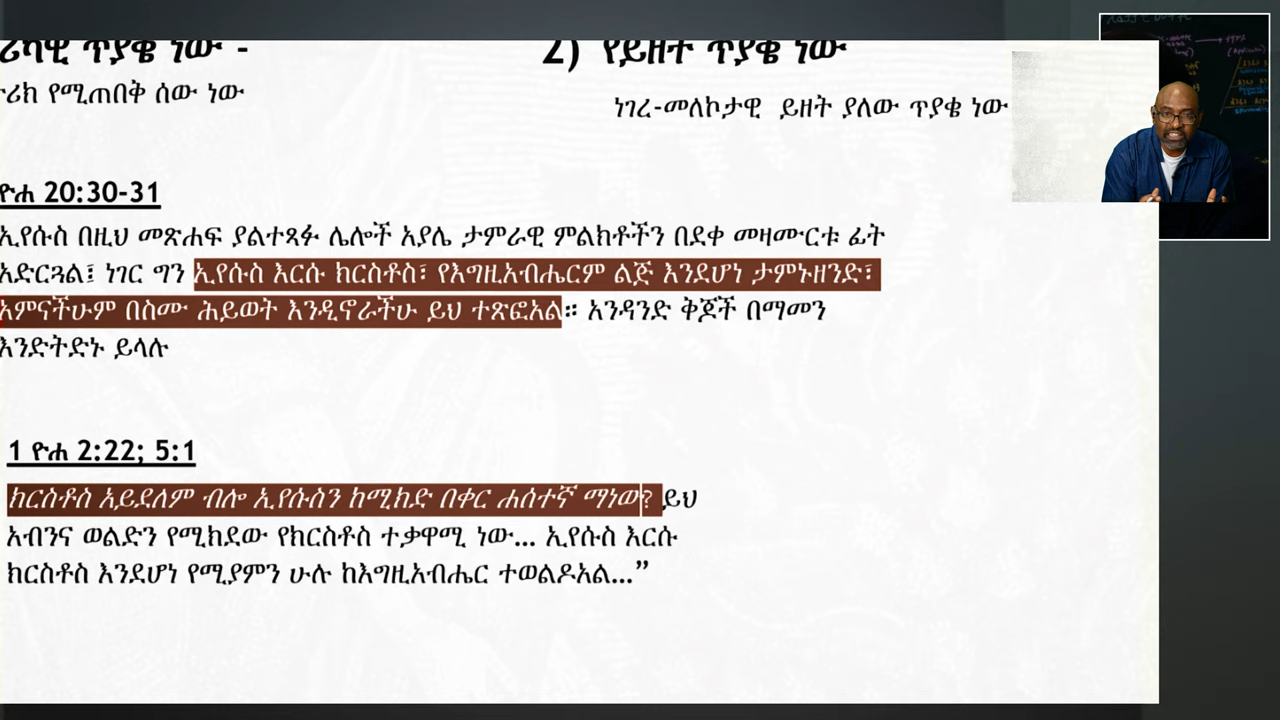 ሪካዊ ጥያቄ ነው -
2) የይዘት ጥያቄ ነው
ታሪክ የሚጠበቅ ሰው ነው
ነገረ-መለኮታዊ ይዘት ያለው ጥያቄ ነው
ዮሐ 20:30-31
ኢየሱስ በዚህ መጽሐፍ ያልተጻፉ ሌሎች አያሌ ታምራዊ ምልክቶችን በደቀ መዛሙርቱ ፊት
አድርጓል፤ ነገር ግን ኢየሱስ እርሱ ክርስቶስ፣ የእግዚአብሔርም ልጅ እንደሆነ ታምኑዘንድ፣
አምናችሁም በስሙ ሕይወት እንዲኖራችሁ ይህ ተጽፎአል። አንዳንድ ቅጆች በማመን
እንድትድኑ ይላሉ
1 ዮሐ 2:22; 5:1
ክርስቶስ አይደለም ብሎ ኢየሱስን ከሚክድ በቀር ሐሰተኛ ማነው? ይህ
አብንና ወልድን የሚክደው የክርስቶስ ተቃዋሚ ነው... ኢየሱስ እርሱ
ክርስቶስ እንደሆነ የሚያምን ሁሉ ከእግዚአብሔር ተወልዶአል...”